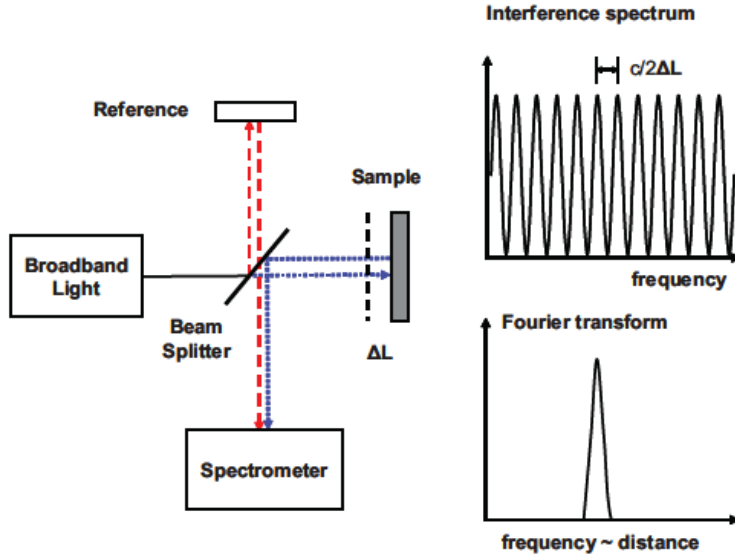 Interference spectrum
c/2ΔL
Reference
Sample
Broadband
Light
frequency
Beam
Splitter
ΔL
Fourier transform
Spectrometer
frequency ~ distance